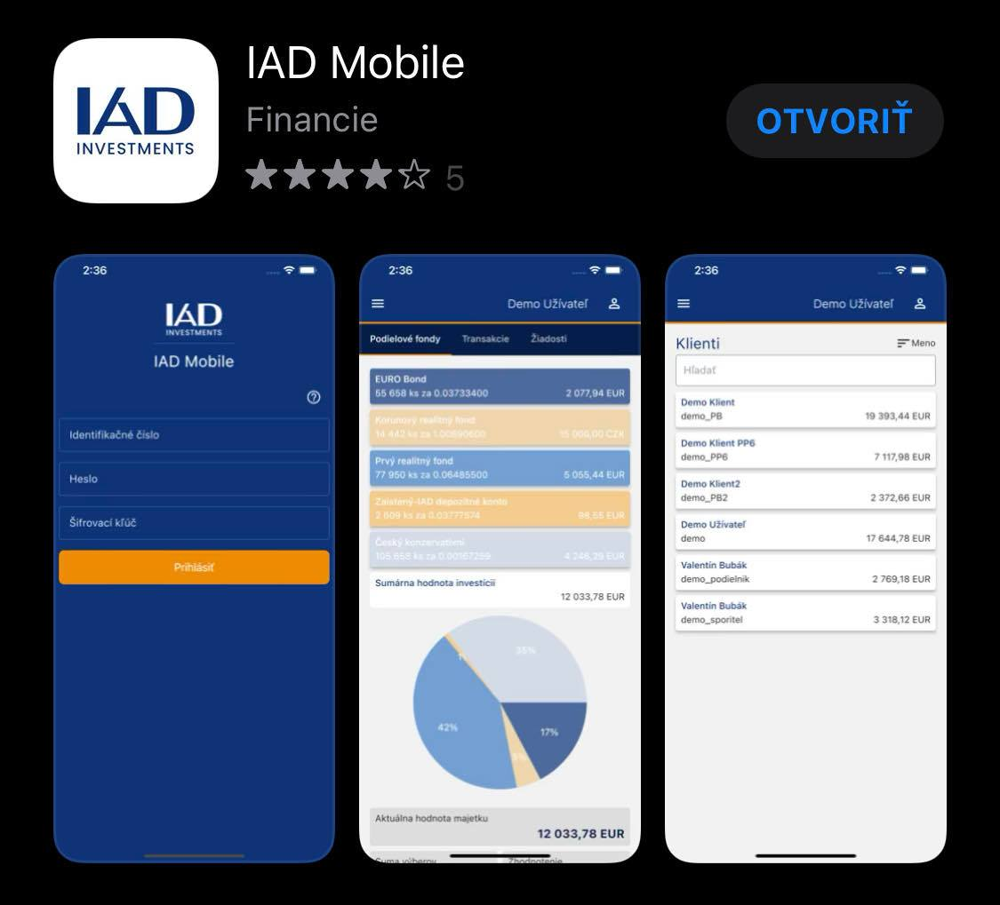 IAD
INVESTMENTS
IAD Mobile
Financie
5
OTVORIŤ
2:36
IAD
INVESTMENTS
IAD Mobile
Identifikačné číslo
Heslo
Šifrovací kľúč
Prihlásiť
2:36
Demo Užívateľ
Podielové fondy Transakcie Žiadosti
EURO Bond
55 658 ks za 0.03733400 2 077,94 EUR
Korunový realitný fond
14 442 ks za 1.00690600 15 000,00 CZK
Prvý realitný fond
77 950 ks za 0.06485500 5 055,44 EUR
Zaistený-IAD depozitné konto
2 609 ks za 0.03777574 98,55 EUR
Český konzervativní
105 658 ks za 0.00167259 4 246,29 EUR
Sumárna hodnota investícií
12 033,78 EUR
35%
42%
17%
5%
Aktuálna hodnota majetku
12 033,78 EUR
Suma výberov Zhodnotenie
2:36
Demo Užívateľ
Klienti Meno
Hľadať
Demo Klient
demo_PB 19 393,44 EUR
Demo Klient PP6
demo_PP6 7 117,98 EUR
Demo Klient2
demo_PB2 2 372,66 EUR
Demo Užívateľ
demo 17 644,78 EUR
Valentín Bubák
demo_podielnik 2 769,18 EUR
Valentín Bubák
demo_sporitel 3 318,12 EUR